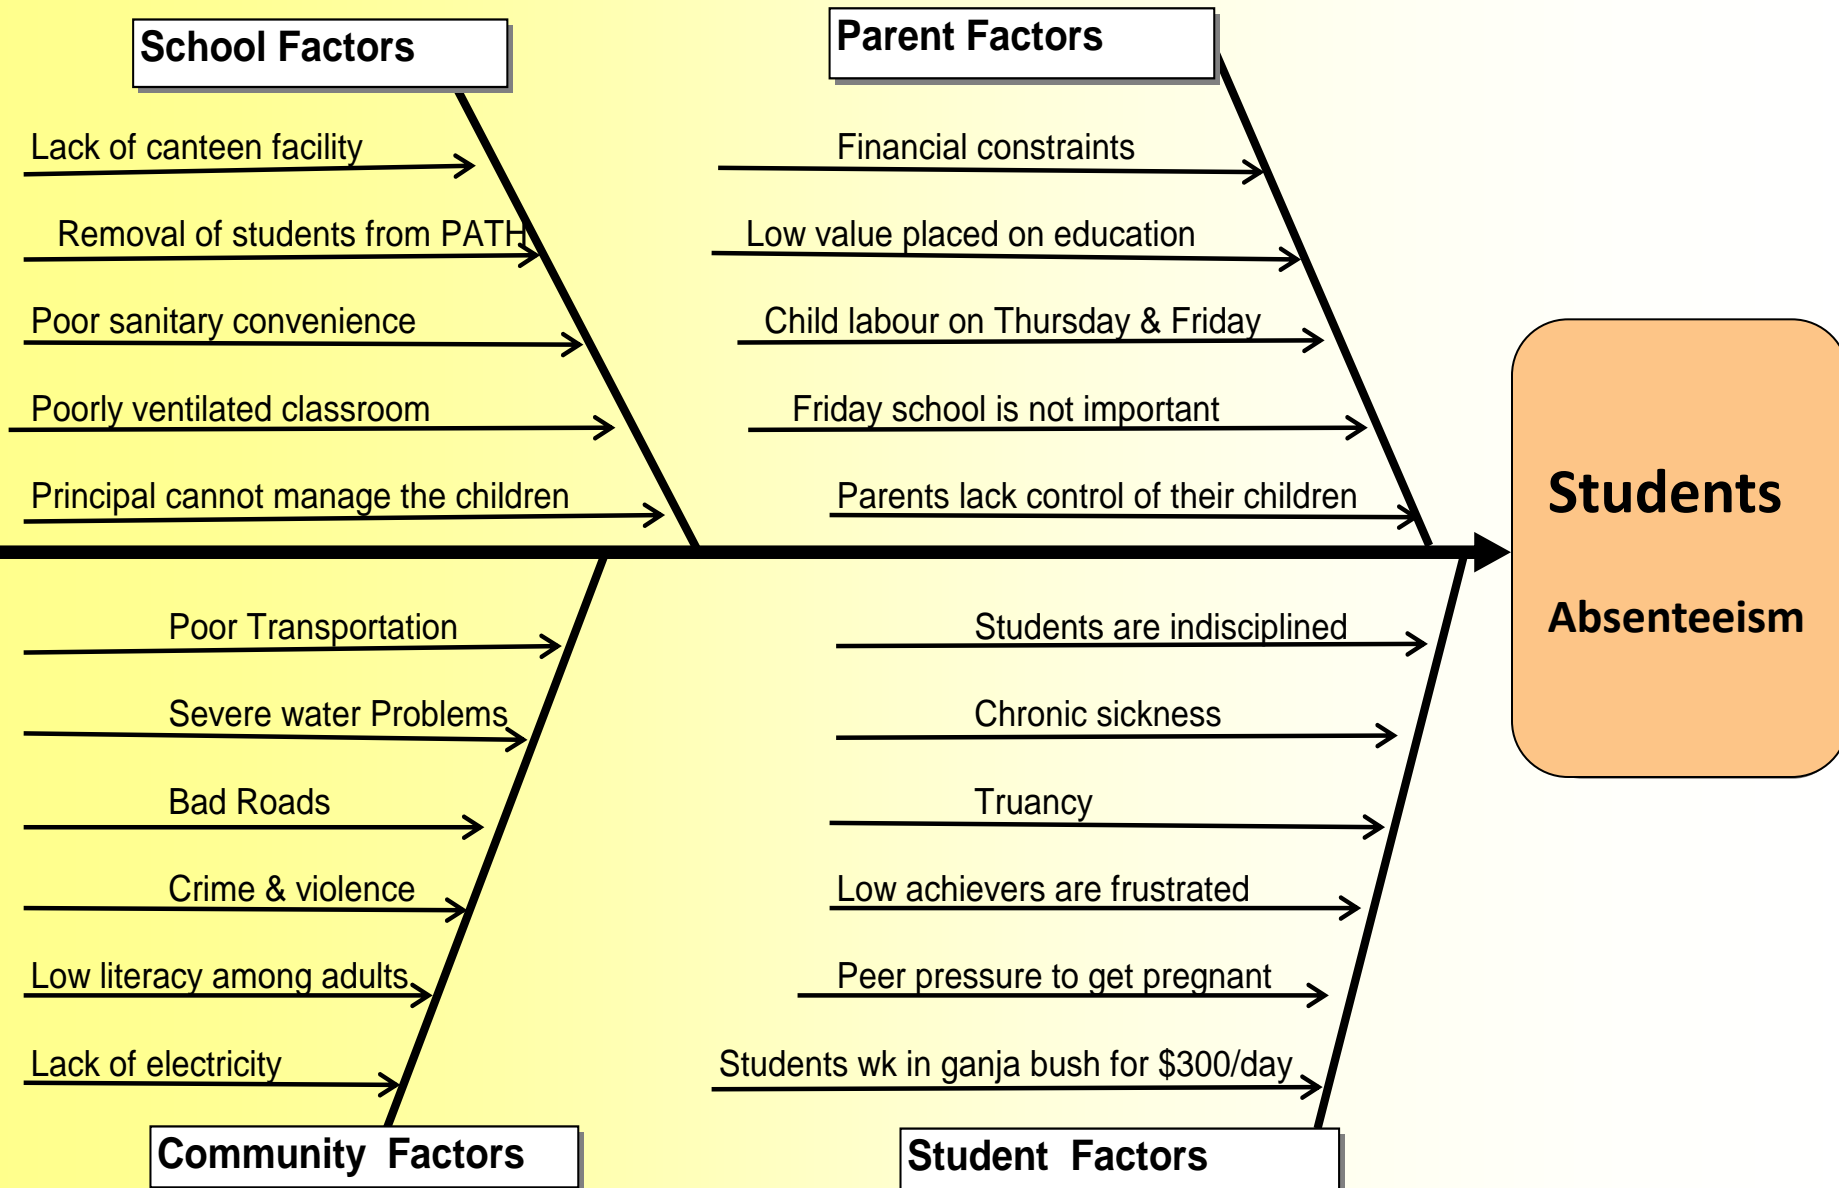 School Factors
Lack of canteen facility
Removal of students from PATH
Poor sanitary convenience
Poorly ventilated classroom
Principal cannot manage the children
Parent Factors
Financial constraints
Low value placed on education
Child labour on Thursday & Friday
Friday school is not important
Parents lack control of their children
Students
Absenteeism
Poor Transportation
Severe water Problems
Bad Roads
Crime & violence
Low literacy among adults
Lack of electricity
Community Factors
Students are indisciplined
Chronic sickness
Truancy
Low achievers are frustrated
Peer pressure to get pregnant
Students wk in ganja bush for $300/day
Student Factors